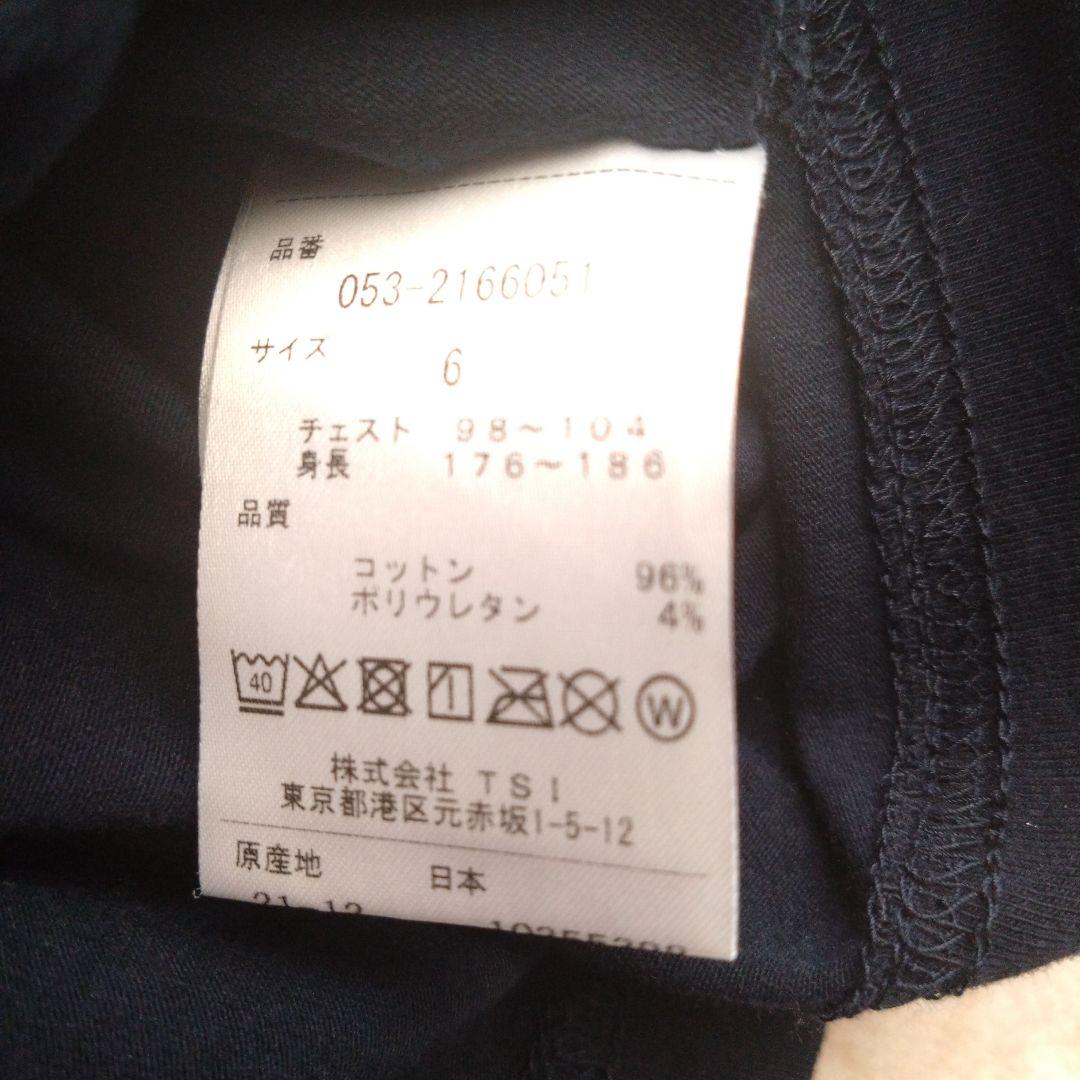 品番
053-2166051
サイズ
6
チェスト 98~104
身長 176~186
品質
コットン 96%
ポリウレタン 4%
40
W
株式会社 TSI
東京都港区元赤坂1-5-12
原産地 日本
21.12